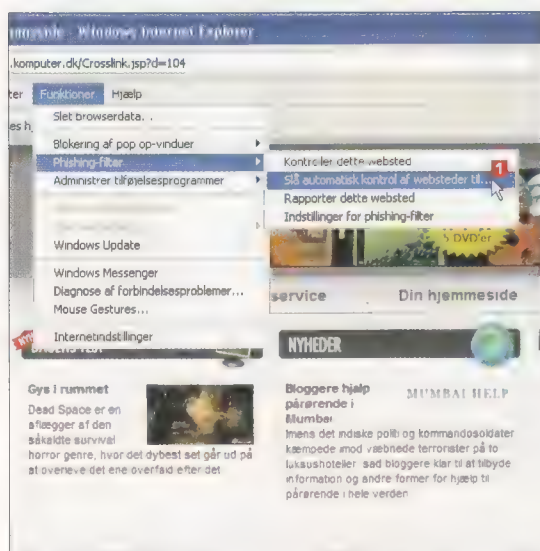 Windows Internet Explorer
.komputer.dk/Crosslink.jsp?d=104
ter Funktioner Hjælp
Slet browserdata...
es h
Blokering af pop op-vinduer
Phishing-filter
Administrer tilføjelsesprogrammer
Kontroller dette websted
1
Slå automatisk kontrol af websteder til...
Rapporter dette websted
Indstillinger for phishing-filter
Windows Update
5 DVD'er
Windows Messenger
Diagnose af forbindelsesproblemer...
Mouse Gestures...
Internetindstillinger
service
Din hjemmeside
NYHEDER
Gys i rummet
Dead Space er en
aflægger af den
såkaldte survival
horror genre, hvor det dybest set går ud på
at overleve det ene overfald efter det
Bloggere hjalp
pårørende i
Mumbai
MUMBAI HELP
Imens det indiske politi og kommandosoldater
kæmpede imod væbnede terrorister på to
luksushoteller sad bloggere klar til at tilbyde
information og andre former for hjælp til
pårørende i hele verden